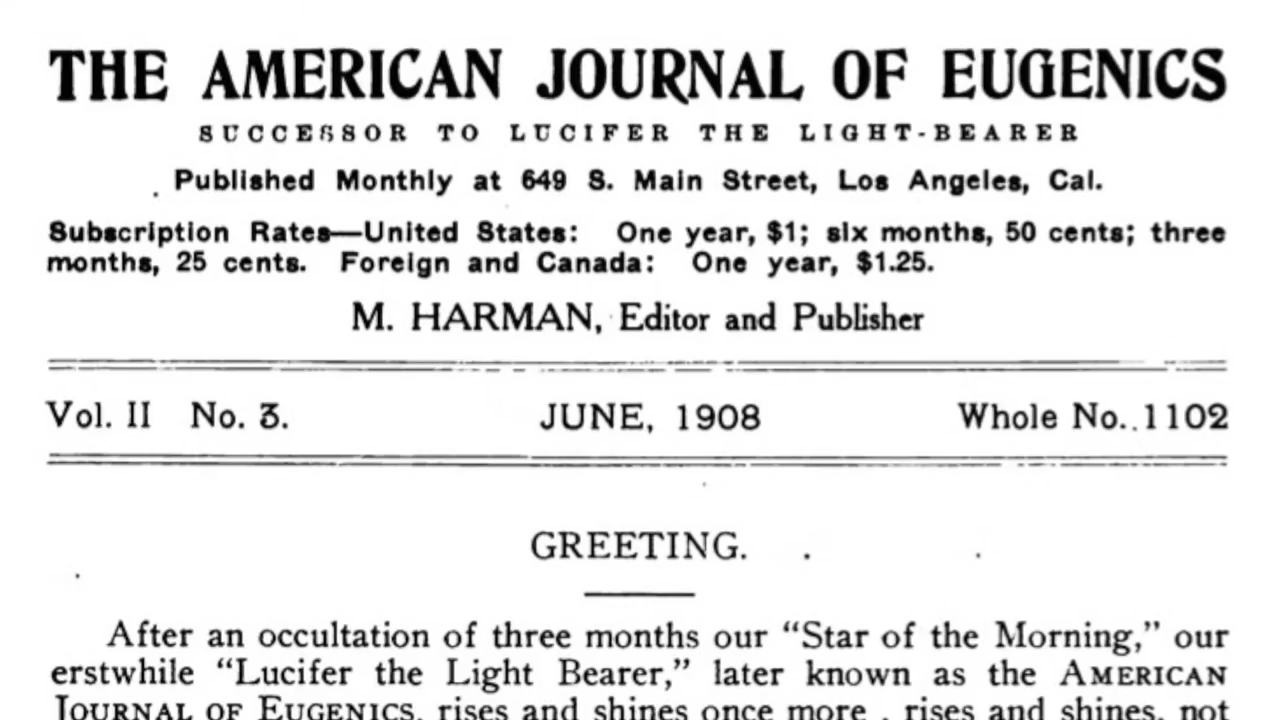 THE AMERICAN JOURNAL OF EUGENICS
SUCCESSOR TO LUCIFER THE LIGHT-BEARER
Published Monthly at 649 S. Main Street, Los Angeles, Cal.
Subscription Rates—United States: One year, $1; six months, 50 cents; three
months, 25 cents. Foreign and Canada: One year, $1.25.
M. HARMAN, Editor and Publisher
Vol. II No. 3.
JUNE, 1908
Whole No. 1102
GREETING.
After an occultation of three months our “Star of the Morning,” our
erstwhile “Lucifer the Light Bearer,” later known as the AMERICAN
JOURNAL OF EUGENICS, rises and shines once more , rises and shines, not